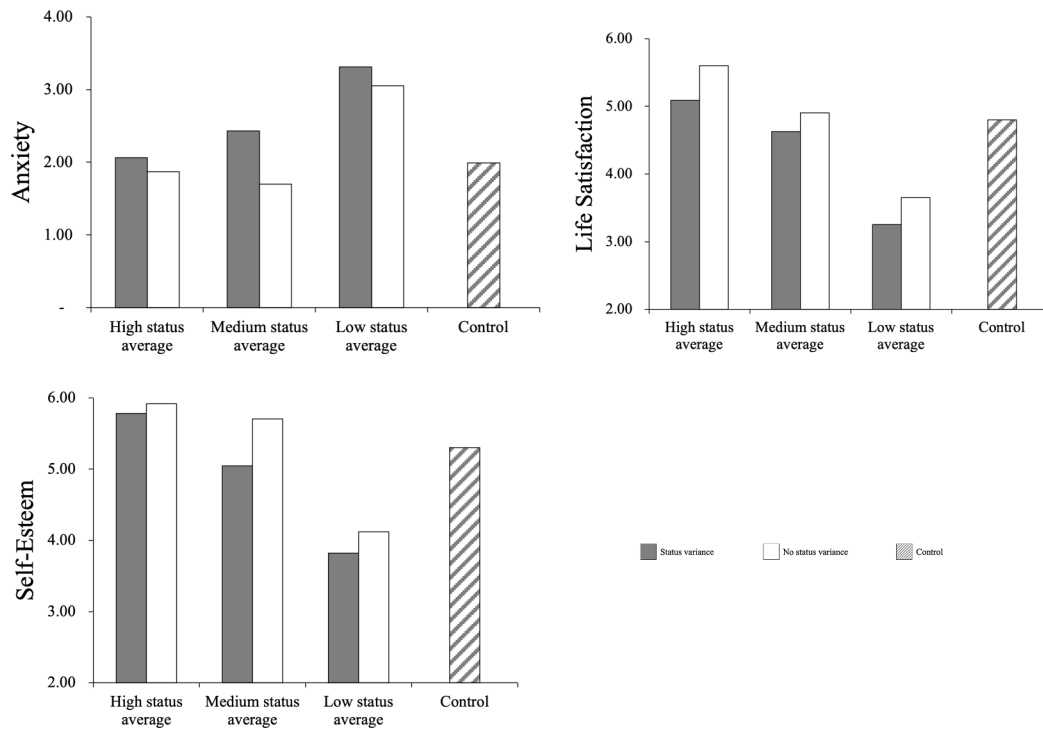 4.00
3.00
2.00
1.00
-
Anxiety
High status
average
Medium status
average
Low status
average
Control
6.00
5.00
4.00
3.00
2.00
Life Satisfaction
High status
average
Medium status
average
Low status
average
Control
6.00
5.00
4.00
3.00
2.00
Self-Esteem
High status
average
Medium status
average
Low status
average
Control
Status variance
No status variance
Control